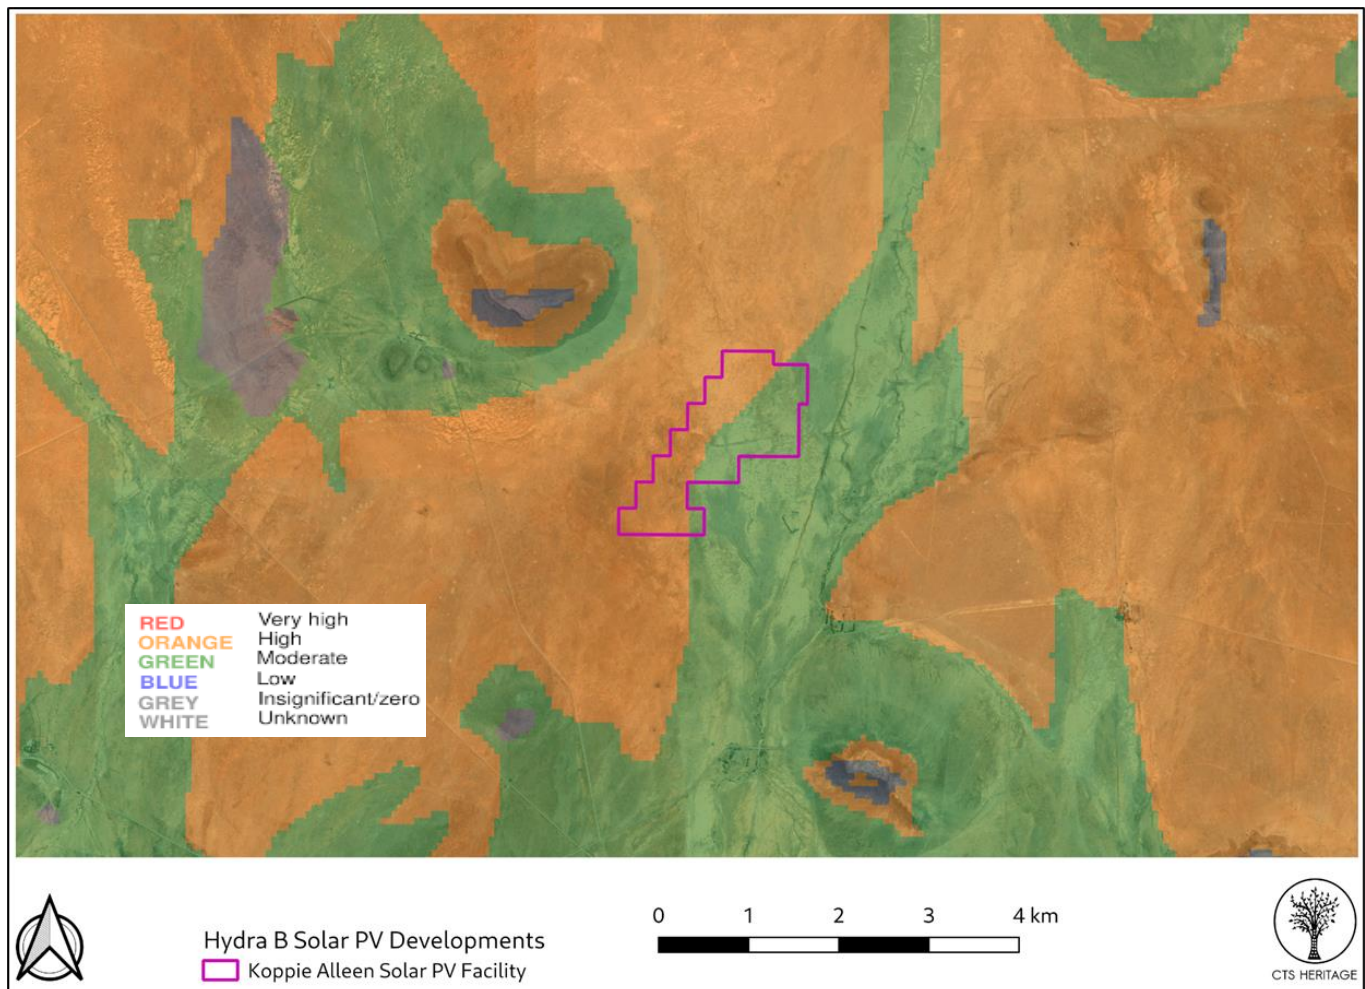 RED Very high
ORANGE High
GREEN Moderate
BLUE Low
GREY Insignificant/zero
WHITE Unknown
0 1 2 3 4 km
Hydra B Solar PV Developments
Koppie Alleen Solar PV Facility
CTS HERITAGE